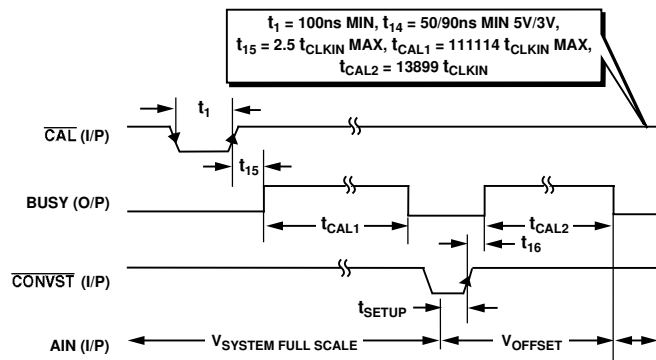 t1 = 100ns MIN, t14 = 50/90ns MIN 5V/3V,
t15 = 2.5 tCLKIN MAX, tCAL1 = 111114 tCLKIN MAX,
tCAL2 = 13899 tCLKIN
t1
CAL (I/P)
t15
BUSY (O/P)
tCAL1
tCAL2
t16
CONVST (I/P)
tSETUP
AIN (I/P)
VSYSTEM FULL SCALE
VOFFSET